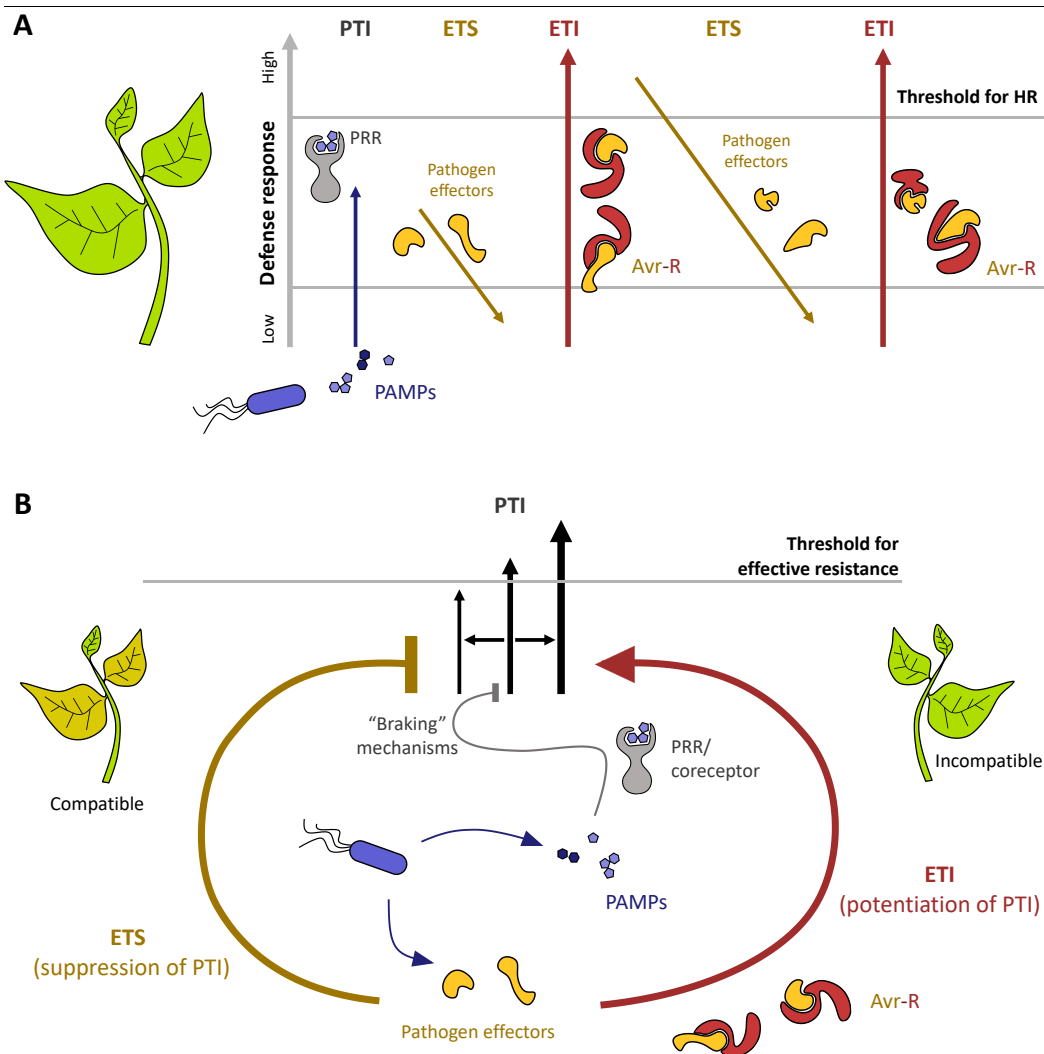 A
PTI
ETS
ETI
ETS
ETI
High
Defense response
Low
Threshold for HR
PRR
Pathogen
effectors
Pathogen
effectors
Avr-R
Avr-R
PAMPs
B
PTI
Threshold for
effective resistance
“Braking”
mechanisms
PRR/
coreceptor
Compatible
Incompatible
PAMPs
ETI
(potentiation of PTI)
ETS
(suppression of PTI)
Avr-R
Pathogen effectors